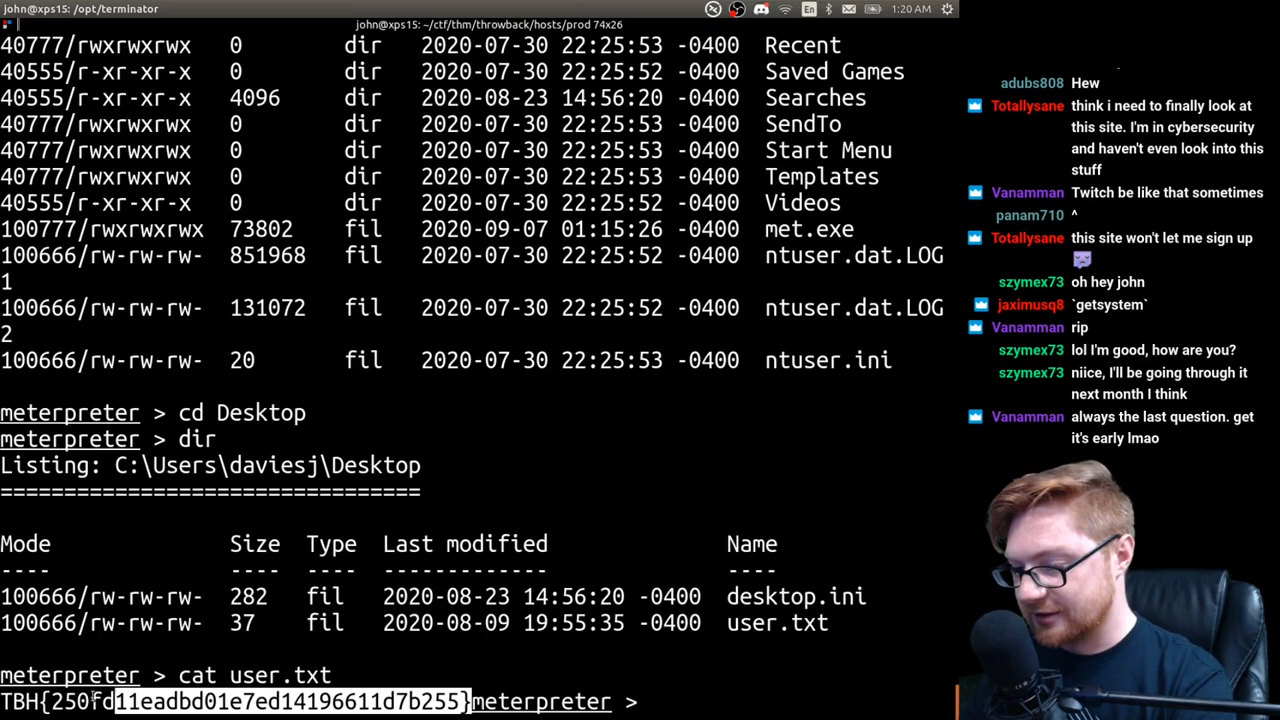 john@xps15: /opt/terminator
En
1:20 AM
john@xps15: ~/ctf/thm/throwback/hosts/prod 74x26
40777/rwxrwxrwx 0 dir 2020-07-30 22:25:53 -0400 Recent
40555/r-xr-xr-x 0 dir 2020-07-30 22:25:52 -0400 Saved Games
40555/r-xr-xr-x 4096 dir 2020-08-23 14:56:20 -0400 Searches
40777/rwxrwxrwx 0 dir 2020-07-30 22:25:53 -0400 SendTo
40777/rwxrwxrwx 0 dir 2020-07-30 22:25:53 -0400 Start Menu
40777/rwxrwxrwx 0 dir 2020-07-30 22:25:53 -0400 Templates
40555/r-xr-xr-x 0 dir 2020-07-30 22:25:52 -0400 Videos
100777/rwxrwxrwx 73802 fil 2020-09-07 01:15:26 -0400 met.exe
100666/rw-rw-rw- 851968 fil 2020-07-30 22:25:52 -0400 ntuser.dat.LOG
1
100666/rw-rw-rw- 131072 fil 2020-07-30 22:25:52 -0400 ntuser.dat.LOG
2
100666/rw-rw-rw- 20 fil 2020-07-30 22:25:53 -0400 ntuser.ini
meterpreter > cd Desktop
meterpreter > dir
Listing: C:\Users\daviesj\Desktop
================================
Mode Size Type Last modified Name
---- ---- ---- ------------- ----
100666/rw-rw-rw- 282 fil 2020-08-23 14:56:20 -0400 desktop.ini
100666/rw-rw-rw- 37 fil 2020-08-09 19:55:35 -0400 user.txt
meterpreter > cat user.txt
TBH{250fd11eadbd01e7ed14196611d7b255}meterpreter >
adubs808 Hew
Totallysane think i need to finally look at
this site. I'm in cybersecurity
and haven't even look into this
stuff
Vanamman Twitch be like that sometimes
panam710 ^
Totallysane this site won't let me sign up
szymex73 oh hey john
jaximusq8 `getsystem`
Vanamman rip
szymex73 lol I'm good, how are you?
szymex73 niice, I'll be going through it
next month I think
Vanamman always the last question. get
it's early lmao